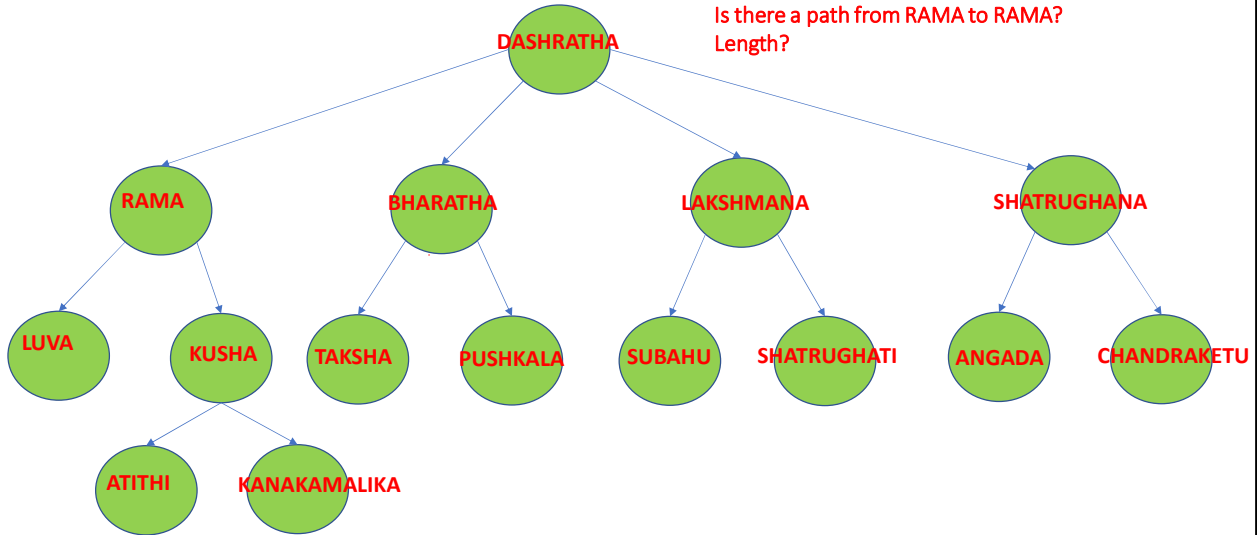 Is there a path from RAMA to RAMA?
Length?
DASHRATHA
RAMA
BHARATHA
LAKSHMANA
SHATRUGHANA
LUVA
KUSHA
TAKSHA
PUSHKALA
SUBAHU
SHATRUGHATI
ANGADA
CHANDRAKETU
ATITHI
KANAKAMALIKA